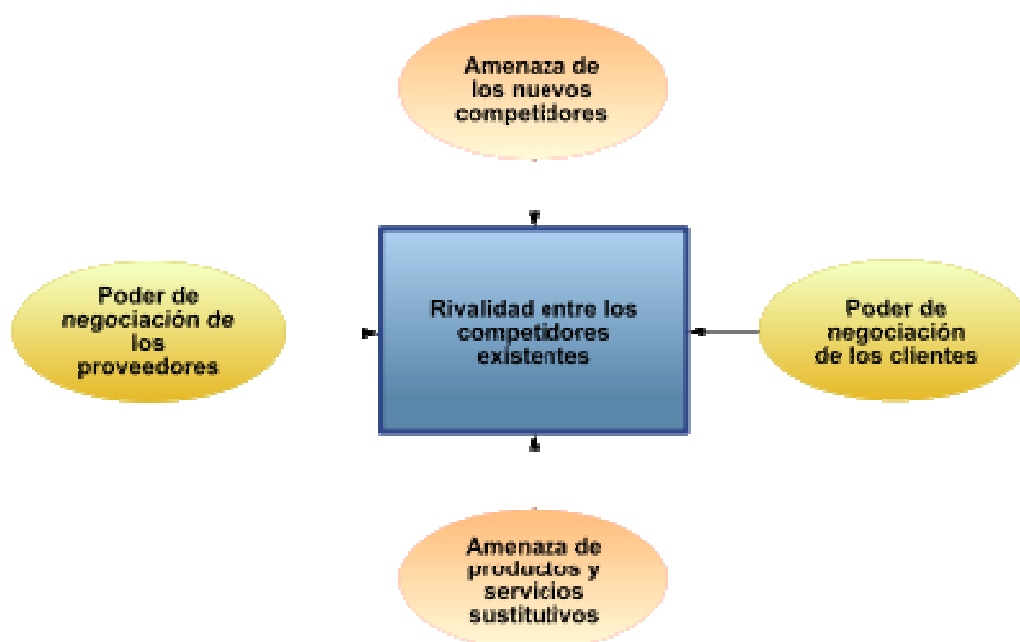 Amenaza de
los nuevos
competidores
Poder de
negociación de
los
proveedores
Rivalidad entre los
competidores
existentes
Poder de
negociación
de los clientes
Amenaza de
productos y
servicios
sustitutivos